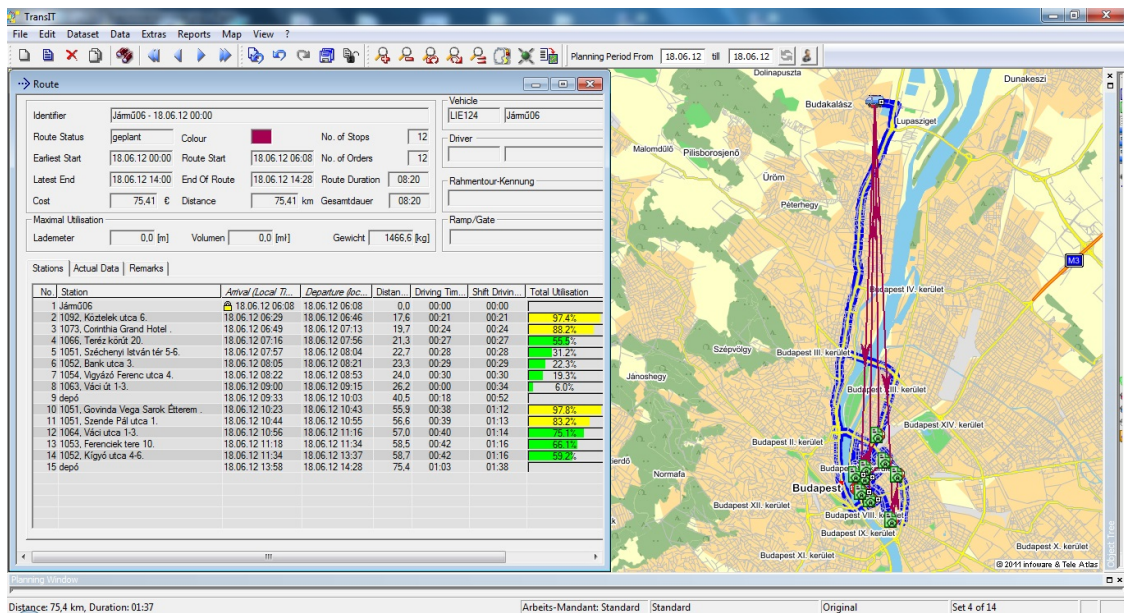 TransIT
File Edit Dataset Data Extras Reports Map View ?
Planning Period From 18.06.12 till 18.06.12
Route
Identifier Jármű06 - 18.06.12 00:00
Route Status geplant Colour No. of Stops 12
Earliest Start 18.06.12 00:00 Route Start 18.06.12 06:08 No. of Orders 12
Latest End 18.06.12 14:00 End Of Route 18.06.12 14:28 Route Duration 08:20
Cost 75,41 € Distance 75,41 km Gesamtdauer 08:20
Vehicle
LIE124 Jármű06
Driver
Rahmentour-Kennung
Ramp/Gate
Maximal Utilisation
Lademeter 0,0 [m] Volumen 0,0 [ml] Gewicht 1466,6 [kg]
Stations Actual Data Remarks
No. Station Arrival (Local Ti... Departure (loc... Distan... Driving Tim... Shift Drivin... Total Utilisation
1 Jármű06 18.06.12 06:08 18.06.12 06:08 0,0 00:00 00:00
2 1092, Köztelek utca 6. 18.06.12 06:29 18.06.12 06:46 17,6 00:21 00:21 97.4%
3 1073, Corinthia Grand Hotel . 18.06.12 06:49 18.06.12 07:13 19,7 00:24 00:24 88.2%
4 1066, Teréz körút 20. 18.06.12 07:16 18.06.12 07:56 21,3 00:27 00:27 55.5%
5 1051, Széchenyi István tér 5-6. 18.06.12 07:57 18.06.12 08:04 22,7 00:28 00:28 31.2%
6 1052, Bank utca 3. 18.06.12 08:05 18.06.12 08:21 23,3 00:29 00:29 22.3%
7 1054, Vigyázó Ferenc utca 4. 18.06.12 08:22 18.06.12 08:53 24,0 00:30 00:30 19.3%
8 1063, Váci út 1-3. 18.06.12 09:00 18.06.12 09:15 26,2 00:00 00:34 6.0%
9 depó 18.06.12 09:33 18.06.12 10:03 40,5 00:18 00:52
10 1051, Govinda Vega Sarok Étterem . 18.06.12 10:23 18.06.12 10:43 55,9 00:38 01:12 97.8%
11 1051, Szende Pál utca 1. 18.06.12 10:44 18.06.12 10:55 56,6 00:39 01:13 83.2%
12 1064, Váci utca 1-3. 18.06.12 10:56 18.06.12 11:16 57,0 00:40 01:14 75.1%
13 1053, Ferenciek tere 10. 18.06.12 11:18 18.06.12 11:34 58,5 00:42 01:16 66.1%
14 1052, Kígyó utca 4-6. 18.06.12 11:34 18.06.12 13:37 58,7 00:42 01:16 59.2%
15 depó 18.06.12 13:58 18.06.12 14:28 75,4 01:03 01:38
Dolinapuszta
Dunakeszi
Budakalász
Lupasziget
Malomdűlő
Pilisborosjenő
Üröm
Péterhegy
M3
Budapest IV. kerület
Szépvölgy
Budapest III. kerület
Jánoshegy
Budapest XIV. kerület
Budapest II. kerület
Normafa
Budapest
Budapest XII. kerület
Budapest VIII. kerület
Budapest IX. kerület
Budapest X. kerület
Budapest XI. kerület
© 2011 infoware & Tele Atlas
Object Tree
Planning Window
Distance: 75,4 km, Duration: 01:37 Arbeits-Mandant: Standard Standard Original Set 4 of 14